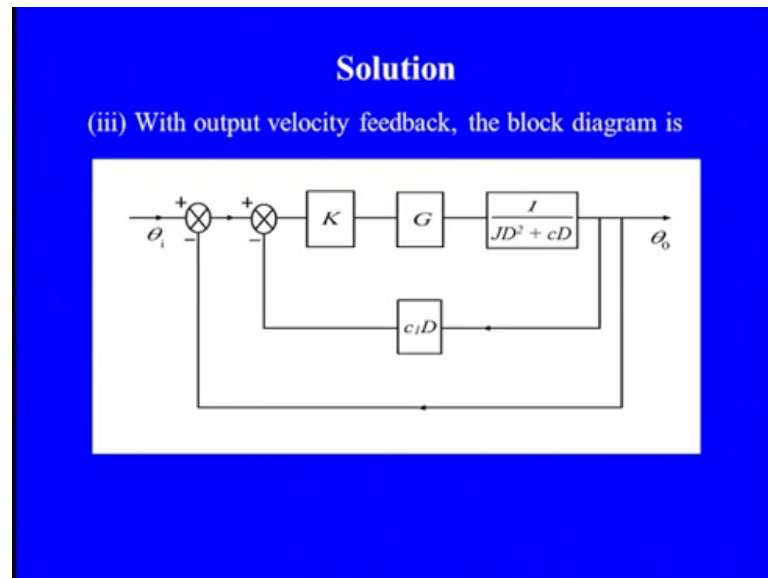 Solution
(iii) With output velocity feedback, the block diagram is
+
+
K
G
1
JD² + cD
θᵢ
−
−
θₒ
c₁D